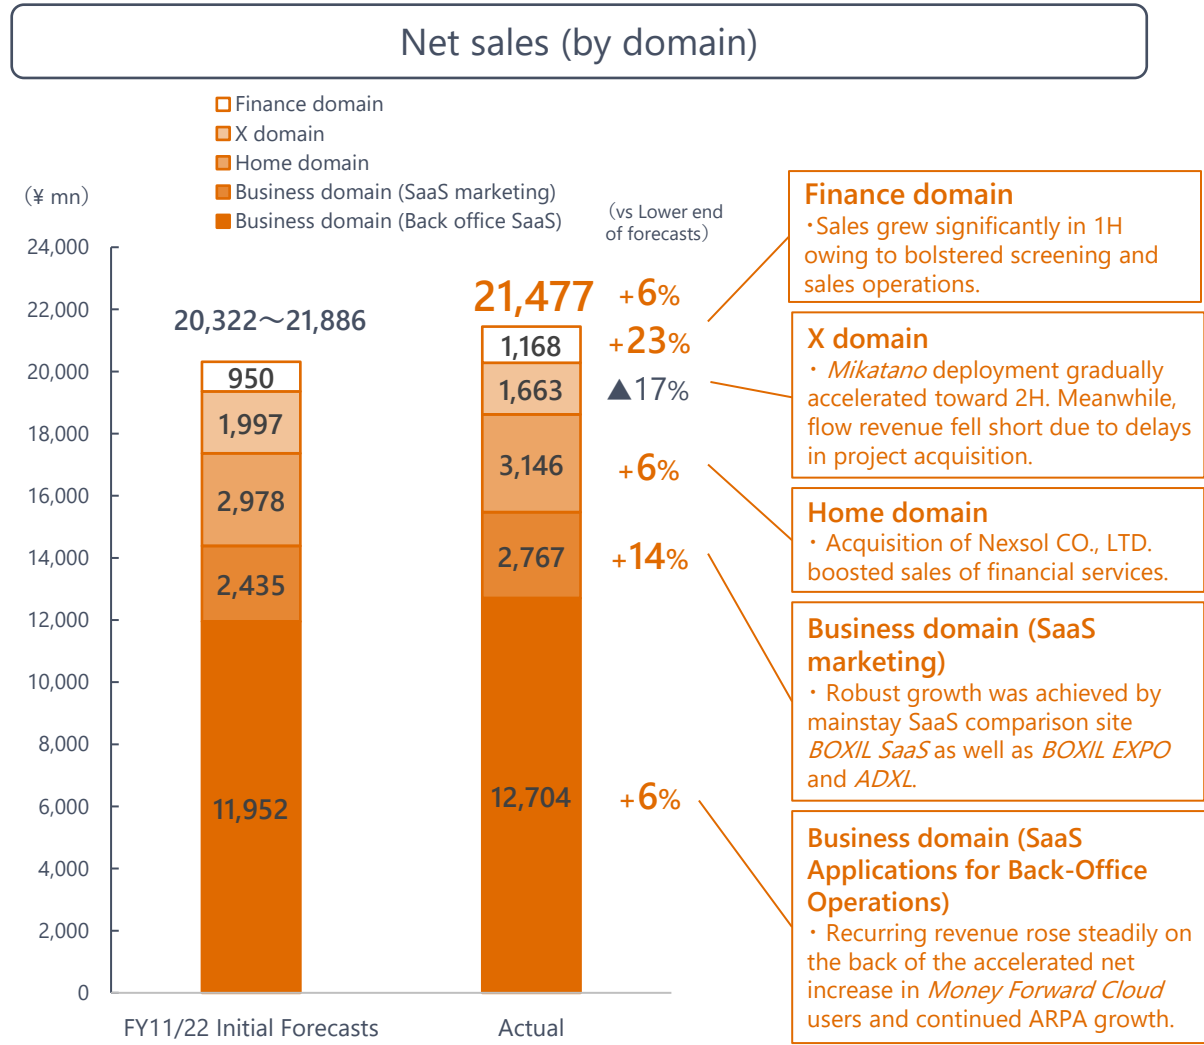 Net sales (by domain)
Finance domain
X domain
Home domain
Business domain (SaaS marketing)
Business domain (Back office SaaS)
(¥ mn)
24,000
22,000
20,000
18,000
16,000
14,000
12,000
10,000
8,000
6,000
4,000
2,000
0
20,322～21,886
950
1,997
2,978
2,435
11,952
FY11/22 Initial Forecasts
21,477
1,168
1,663
3,146
2,767
12,704
Actual
(vs Lower end
of forecasts)
+6%
+23%
▲17%
+6%
+14%
+6%
Finance domain
・Sales grew significantly in 1H
owing to bolstered screening and
sales operations.
X domain
・ Mikatano deployment gradually
accelerated toward 2H. Meanwhile,
flow revenue fell short due to delays
in project acquisition.
Home domain
・ Acquisition of Nexsol CO., LTD.
boosted sales of financial services.
Business domain (SaaS
marketing)
・ Robust growth was achieved by
mainstay SaaS comparison site
BOXIL SaaS as well as BOXIL EXPO
and ADXL.
Business domain (SaaS
Applications for Back-Office
Operations)
・ Recurring revenue rose steadily on
the back of the accelerated net
increase in Money Forward Cloud
users and continued ARPA growth.